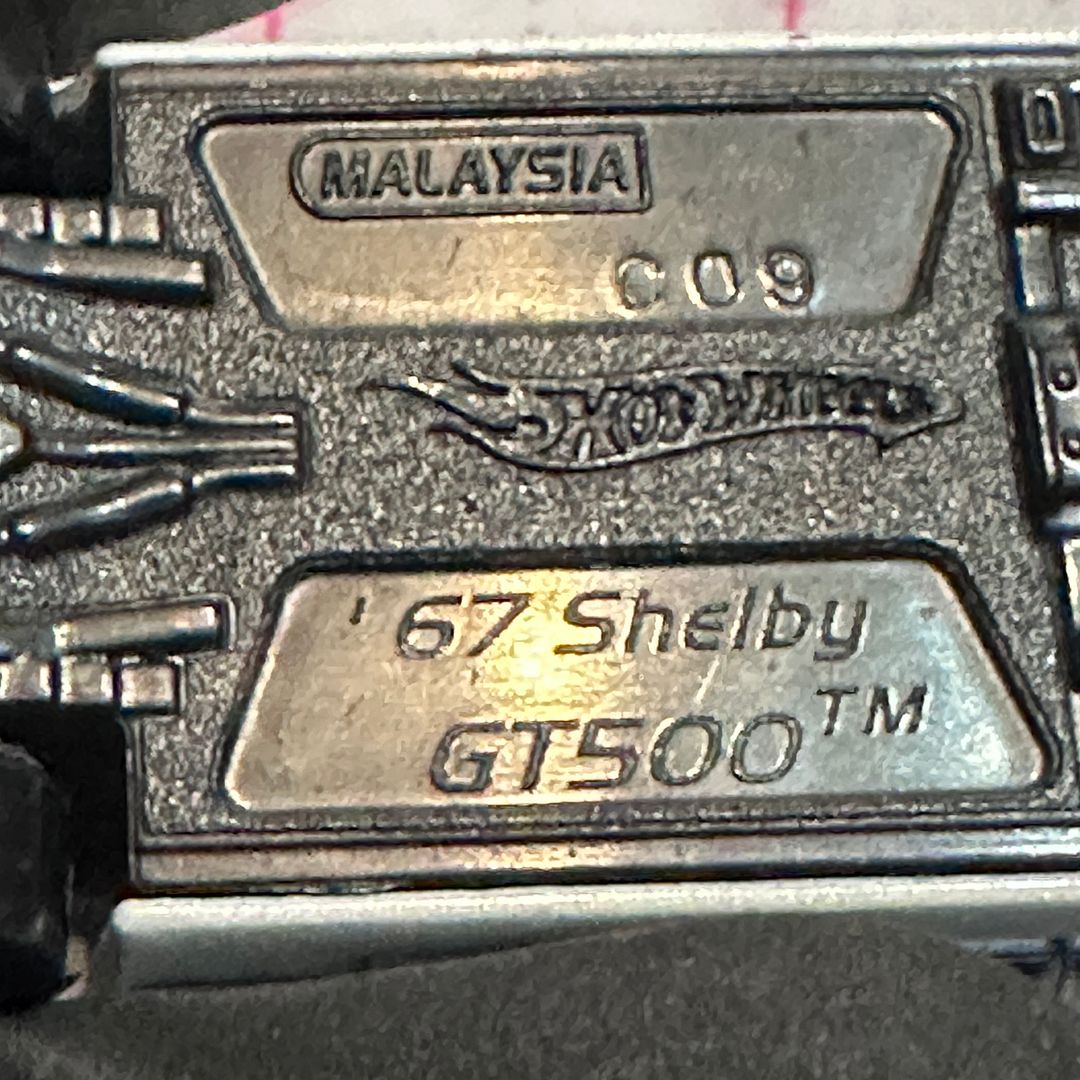 MALAYSIA
C09
HOT WHEELS
'67 Shelby
GT500™